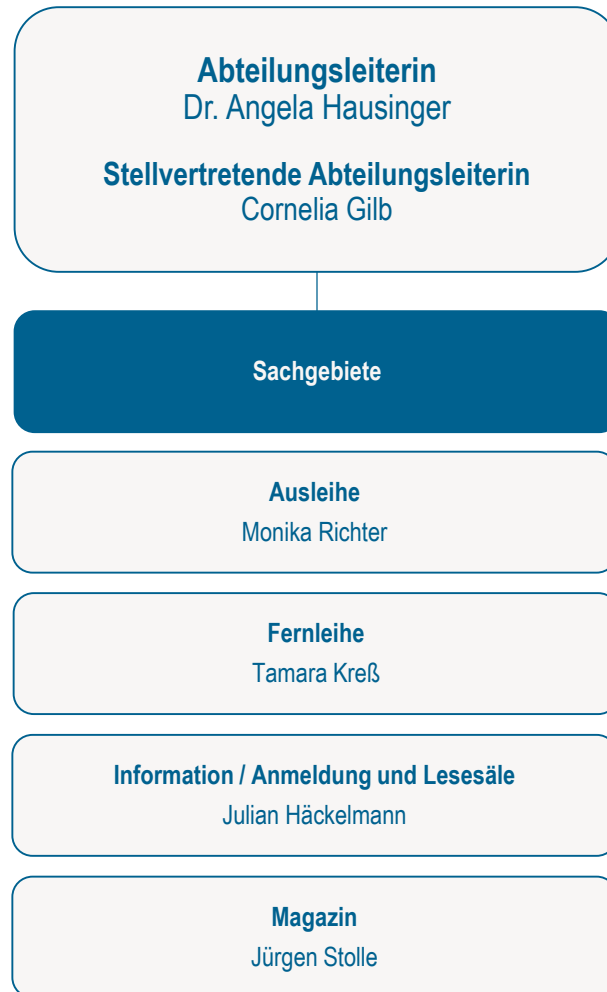 Abteilungsleiterin
Dr. Angela Hausinger
Stellvertretende Abteilungsleiterin
Cornelia Gilb
Sachgebiete
Ausleihe
Monika Richter
Fernleihe
Tamara Kreß
Information / Anmeldung und Lesesäle
Julian Häckelmann
Magazin
Jürgen Stolle